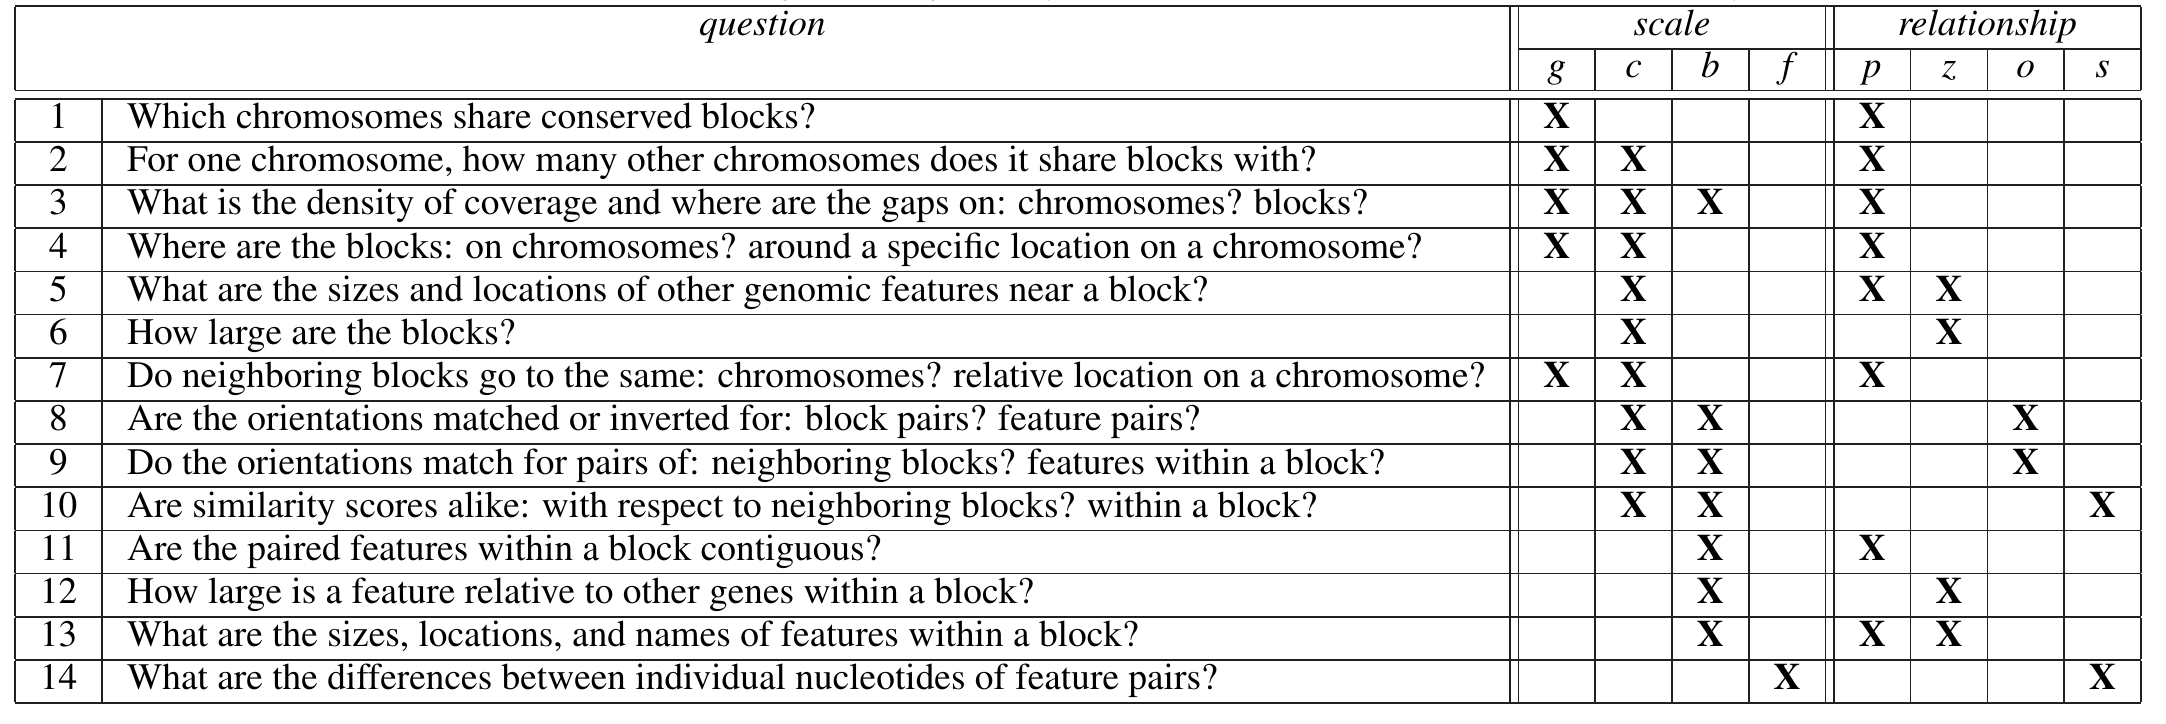 question scale relationship
g c b f p z o s
1 Which chromosomes share conserved blocks? X X
2 For one chromosome, how many other chromosomes does it share blocks with? X X X
3 What is the density of coverage and where are the gaps on: chromosomes? blocks? X X X X
4 Where are the blocks: on chromosomes? around a specific location on a chromosome? X X X
5 What are the sizes and locations of other genomic features near a block? X X X
6 How large are the blocks? X X
7 Do neighboring blocks go to the same: chromosomes? relative location on a chromosome? X X X
8 Are the orientations matched or inverted for: block pairs? feature pairs? X X X
9 Do the orientations match for pairs of: neighboring blocks? features within a block? X X X
10 Are similarity scores alike: with respect to neighboring blocks? within a block? X X X
11 Are the paired features within a block contiguous? X X
12 How large is a feature relative to other genes within a block? X X
13 What are the sizes, locations, and names of features within a block? X X X
14 What are the differences between individual nucleotides of feature pairs? X X